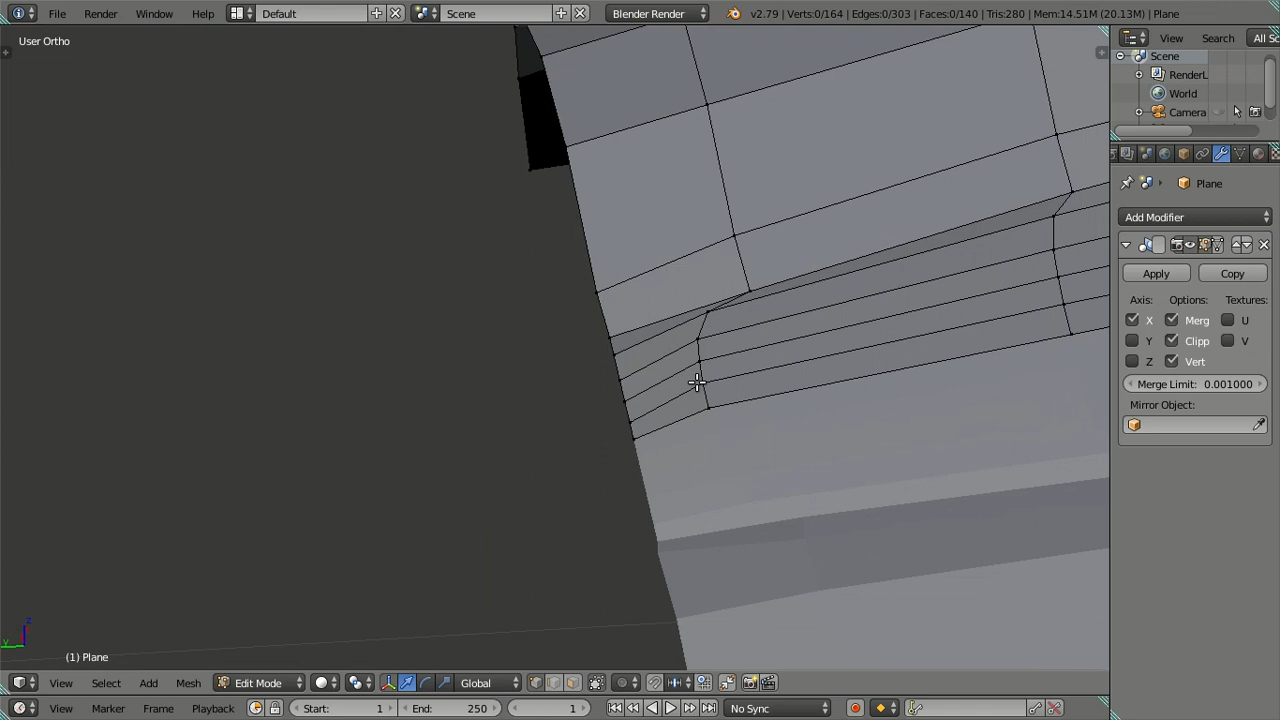 File Render Window Help Default Scene Blender Render v2.79 | Verts:0/164 | Edges:0/303 | Faces:0/140 | Tris:280 | Mem:14.51M (20.13M) | Plane
User Ortho
View Search All Sc
Scene
RenderL
World
Camera
Plane
Add Modifier
Apply Copy
Axis: Options: Textures:
X Merg U
Y Clipp V
Z Vert
Merge Limit: 0.001000
Mirror Object:
z
y
(1) Plane
View Select Add Mesh Edit Mode Global
View Marker Frame Playback Start: 1 End: 250 1 No Sync